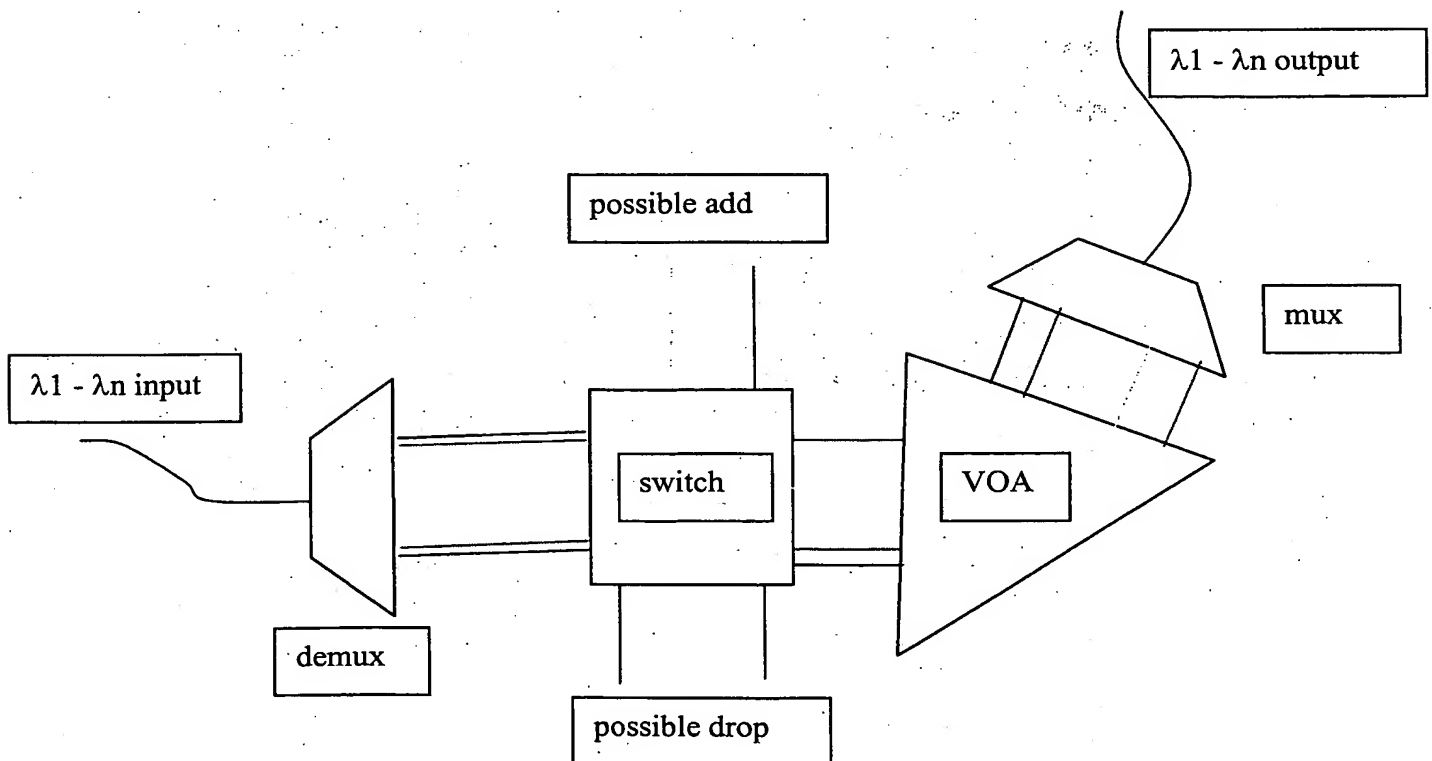 λ1 - λn output
possible add
mux
λ1 - λn input
switch
VOA
demux
possible drop